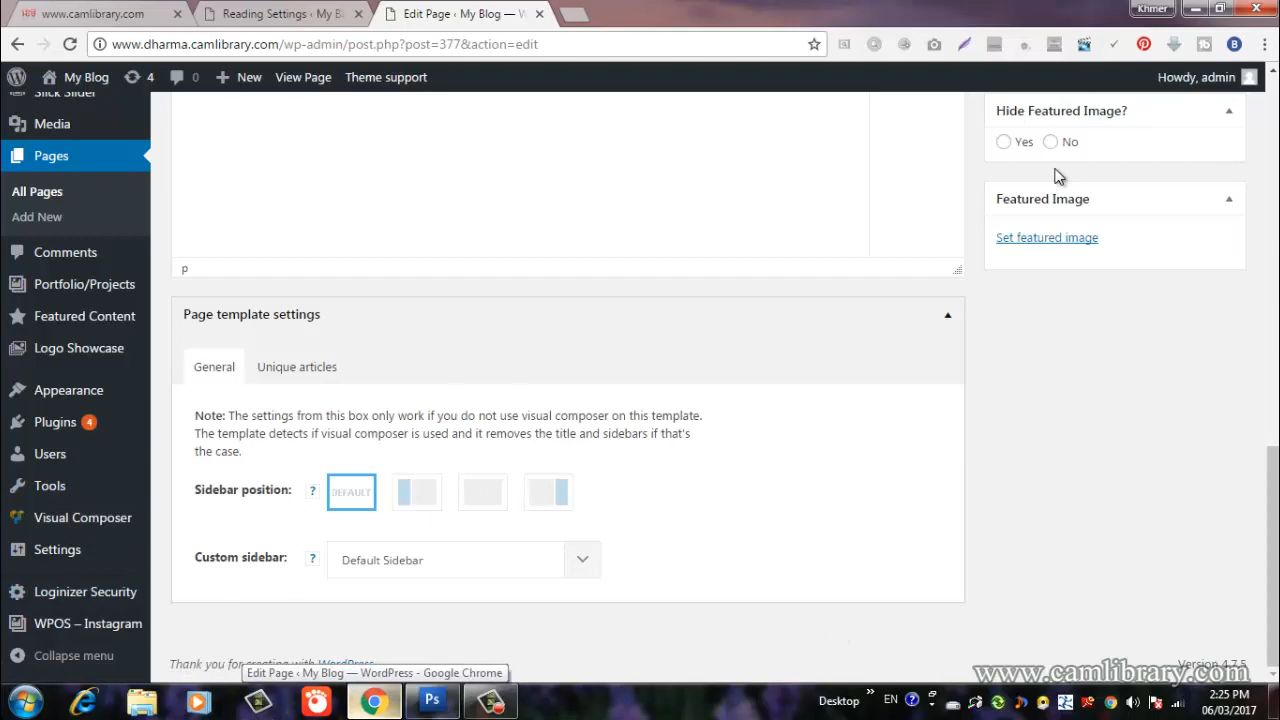 www.camlibrary.com
Reading Settings ‹ My Bl
Edit Page ‹ My Blog — W
Khmer
www.dharma.camlibrary.com/wp-admin/post.php?post=377&action=edit
My Blog 4 0 New View Page Theme support Howdy, admin
Slick Slider
Media
Pages
All Pages
Add New
Comments
Portfolio/Projects
Featured Content
Logo Showcase
Appearance
Plugins 4
Users
Tools
Visual Composer
Settings
Loginizer Security
WPOS – Instagram
Collapse menu
p
Page template settings
General Unique articles
Note: The settings from this box only work if you do not use visual composer on this template.
The template detects if visual composer is used and it removes the title and sidebars if that's
the case.
Sidebar position: ? DEFAULT
Custom sidebar: ? Default Sidebar
Hide Featured Image?
Yes No
Featured Image
Set featured image
Thank you for creating with WordPress
Version 4.7.5
Edit Page ‹ My Blog — WordPress - Google Chrome
www.camlibrary.com
Ps
Desktop » EN
2:25 PM
06/03/2017